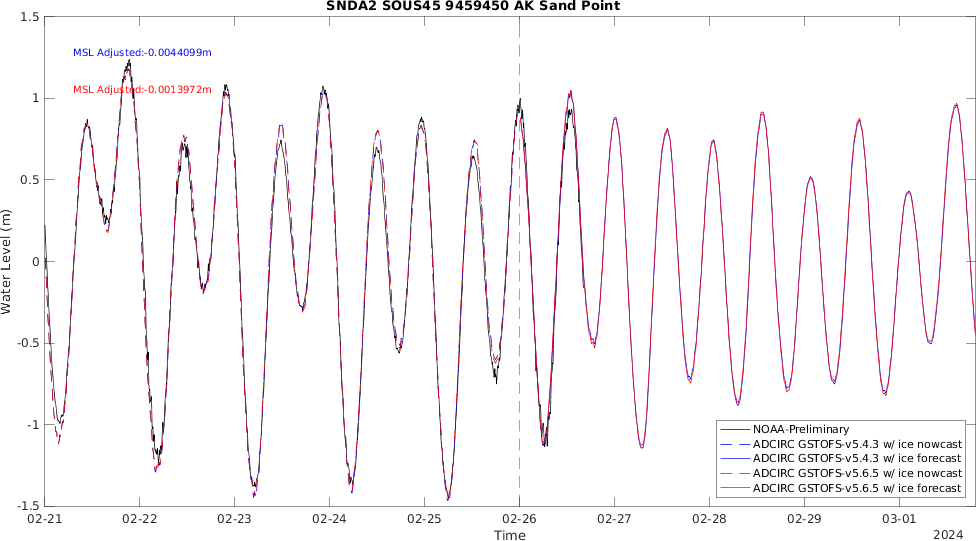 SNDA2 SOUS45 9459450 AK Sand Point
1.5
MSL Adjusted:-0.0044099m
1
MSL Adjusted:-0.0013972m
0.5
Water Level (m)
0
-0.5
-1
-1.5
NOAA-Preliminary
ADCIRC GSTOFS-v5.4.3 w/ ice nowcast
ADCIRC GSTOFS-v5.4.3 w/ ice forecast
ADCIRC GSTOFS-v5.6.5 w/ ice nowcast
ADCIRC GSTOFS-v5.6.5 w/ ice forecast
02-21 02-22 02-23 02-24 02-25 02-26 02-27 02-28 02-29 03-01
Time
2024